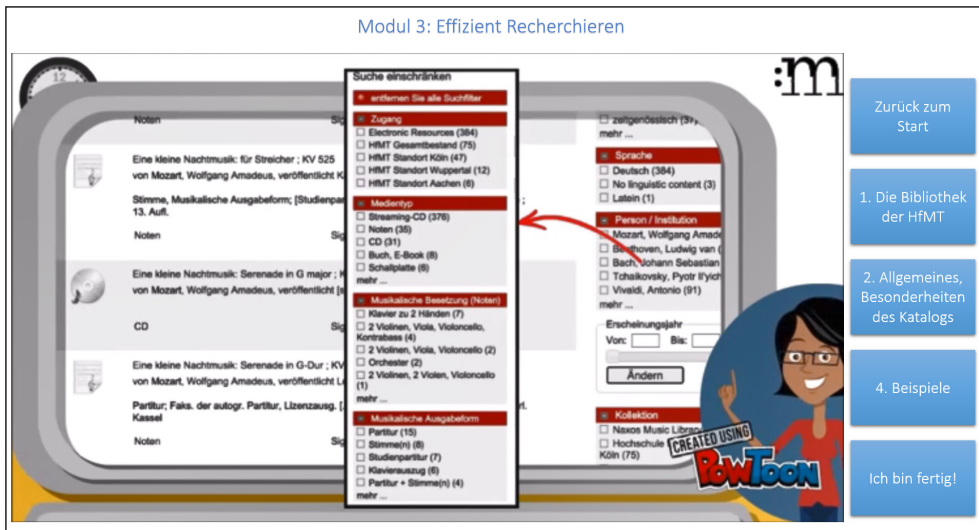 Modul 3: Effizient Recherchieren
:m
12
Noten
Eine kleine Nachtmusik: für Streicher ; KV 525
von Mozart, Wolfgang Amadeus, veröffentlicht
Stimme, Musikalische Ausgabeform; [Studienpar
13. Aufl.
Noten
Eine kleine Nachtmusik: Serenade in G major ;
von Mozart, Wolfgang Amadeus, veröffentlicht
CD
Eine kleine Nachtmusik: Serenade in G-Dur ; KV
von Mozart, Wolfgang Amadeus, veröffentlicht
Partitur; Faks. der autogr. Partitur, Lizenzausg.
Kassel
Noten
Suche einschränken
entfernen Sie alle Suchfilter
Zugang
Electronic Resources (384)
HfMT Gesamtbestand (75)
HfMT Standort Köln (47)
HfMT Standort Wuppertal (12)
HfMT Standort Aachen (6)
Medientyp
Streaming-CD (376)
Noten (35)
CD (31)
Buch, E-Book (8)
Schallplatte (6)
mehr ...
Musikalische Besetzung (Noten)
Klavier zu 2 Händen (7)
2 Violinen, Viola, Violoncello,
Kontrabass (4)
2 Violinen, Viola, Violoncello (2)
Orchester (2)
2 Violinen, 2 Violen, Violoncello
(1)
mehr ...
Musikalische Ausgabeform
Partitur (15)
Stimme(n) (8)
Studienpartitur (7)
Klavierauszug (6)
Partitur + Stimme(n) (4)
mehr ...
zeitgenössisch
mehr ...
Sprache
Deutsch (384)
No linguistic content (3)
Latein (1)
Person / Institution
Mozart, Wolfgang Amade
Beethoven, Ludwig van (
Bach, Johann Sebastian
Tchaikovsky, Pyotr Il'yich
Vivaldi, Antonio (91)
mehr ...
Erscheinungsjahr
Von: Bis:
Ändern
Kollektion
Naxos Music Library
Hochschule
Köln (75)
CREATED USING
POWTOON
Zurück zum
Start
1. Die Bibliothek
der HfMT
2. Allgemeines,
Besonderheiten
des Katalogs
4. Beispiele
Ich bin fertig!